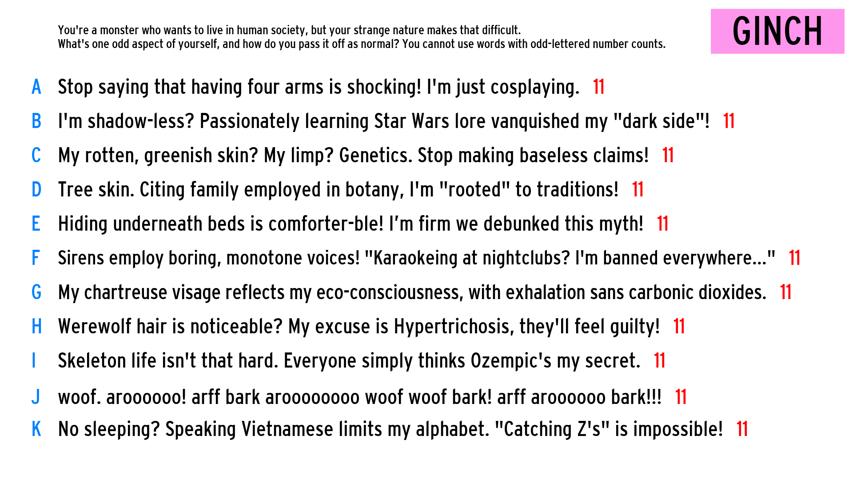 You're a monster who wants to live in human society, but your strange nature makes that difficult.
What's one odd aspect of yourself, and how do you pass it off as normal? You cannot use words with odd-lettered number counts.
GINCH
A Stop saying that having four arms is shocking! I'm just cosplaying. 11
B I'm shadow-less? Passionately learning Star Wars lore vanquished my "dark side"! 11
C My rotten, greenish skin? My limp? Genetics. Stop making baseless claims! 11
D Tree skin. Citing family employed in botany, I'm "rooted" to traditions! 11
E Hiding underneath beds is comforter-ble! I'm firm we debunked this myth! 11
F Sirens employ boring, monotone voices! "Karaokeing at nightclubs? I'm banned everywhere..." 11
G My chartreuse visage reflects my eco-consciousness, with exhalation sans carbonic dioxides. 11
H Werewolf hair is noticeable? My excuse is Hypertrichosis, they'll feel guilty! 11
I Skeleton life isn't that hard. Everyone simply thinks Ozempic's my secret. 11
J woof. aroooooo! arff bark aroooooooo woof woof bark! arff aroooooo bark!!! 11
K No sleeping? Speaking Vietnamese limits my alphabet. "Catching Z's" is impossible! 11